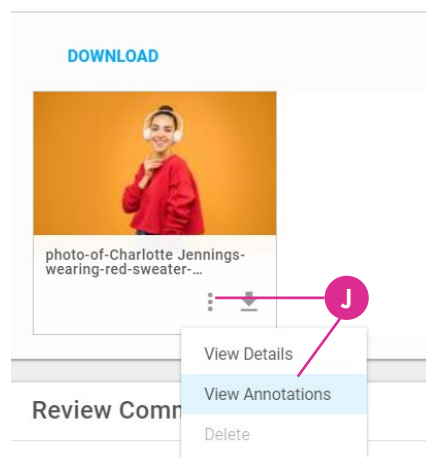 DOWNLOAD
photo-of-Charlotte Jennings-
wearing-red-sweater-...
J
View Details
View Annotations
Review Comm
Delete